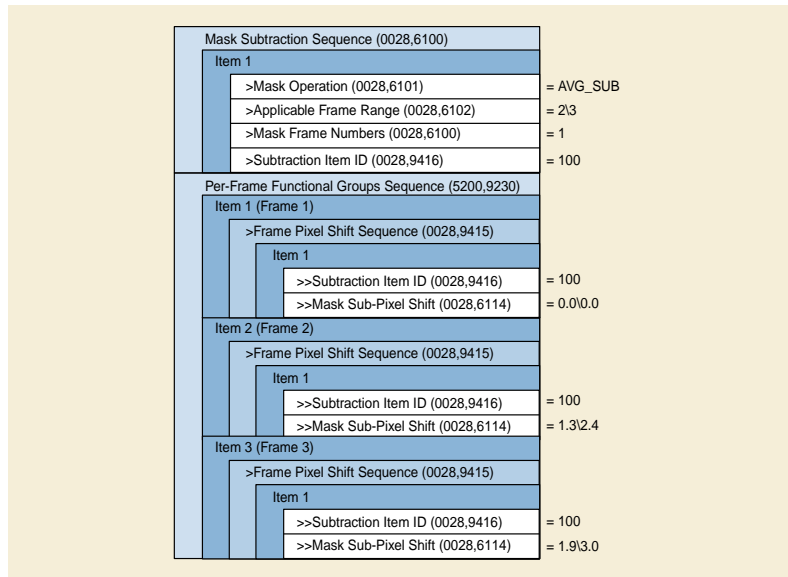 Mask Subtraction Sequence (0028,6100)
Item 1
>Mask Operation (0028,6101) = AVG_SUB
>Applicable Frame Range (0028,6102) = 2\3
>Mask Frame Numbers (0028,6100) = 1
>Subtraction Item ID (0028,9416) = 100
Per-Frame Functional Groups Sequence (5200,9230)
Item 1 (Frame 1)
>Frame Pixel Shift Sequence (0028,9415)
Item 1
>>Subtraction Item ID (0028,9416) = 100
>>Mask Sub-Pixel Shift (0028,6114) = 0.0\0.0
Item 2 (Frame 2)
>Frame Pixel Shift Sequence (0028,9415)
Item 1
>>Subtraction Item ID (0028,9416) = 100
>>Mask Sub-Pixel Shift (0028,6114) = 1.3\2.4
Item 3 (Frame 3)
>Frame Pixel Shift Sequence (0028,9415)
Item 1
>>Subtraction Item ID (0028,9416) = 100
>>Mask Sub-Pixel Shift (0028,6114) = 1.9\3.0